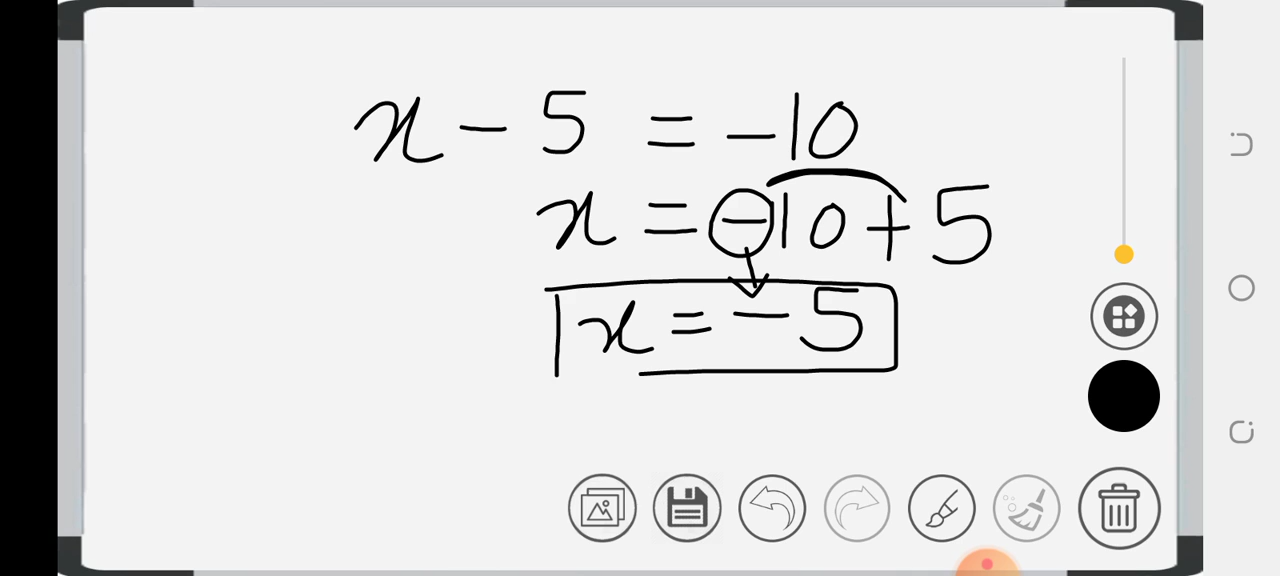 x - 5 = -10
x = -10 + 5
x = -5